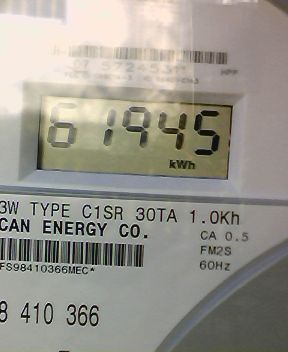 61945
kWh
3W TYPE C1SR 30TA 1.0Kh
CAN ENERGY CO.
CA 0.5
FM2S
60Hz
FS98410366MEC*
8 410 366